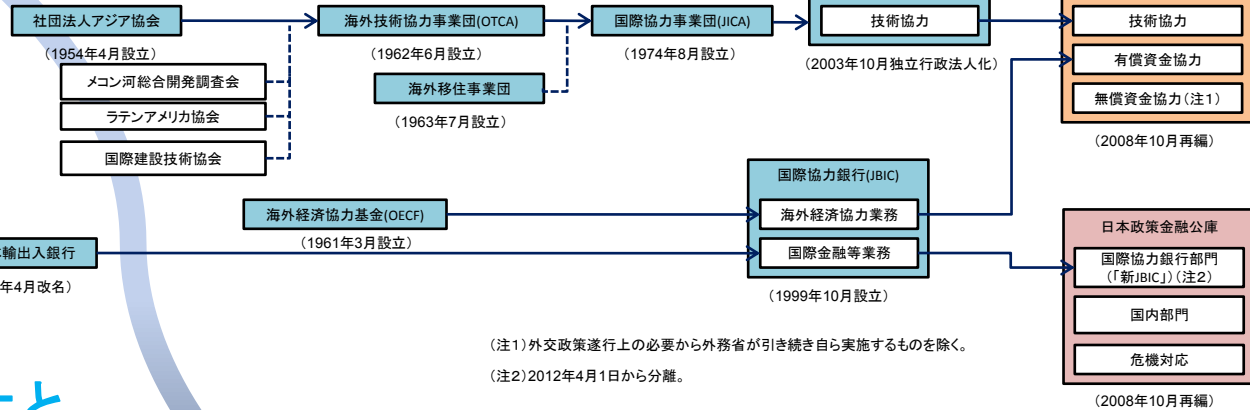 社団法人アジア協会
海外技術協力事業団(OTCA)
国際協力事業団(JICA)
技術協力
技術協力
(1954年4月設立)
(1962年6月設立)
(1974年8月設立)
(2003年10月独立行政法人化)
有償資金協力
メコン河総合開発調査会
海外移住事業団
無償資金協力(注1)
ラテンアメリカ協会
(1963年7月設立)
(2008年10月再編)
国際建設技術協会
国際協力銀行(JBIC)
海外経済協力基金(OECF)
海外経済協力業務
日本政策金融公庫
(1961年3月設立)
輸出入銀行
国際金融等業務
国際協力銀行部門
(「新JBIC」)(注2)
年4月改名)
(1999年10月設立)
国内部門
(注1)外交政策遂行上の必要から外務省が引き続き自ら実施するものを除く。
危機対応
(注2)2012年4月1日から分離。
と
(2008年10月再編)